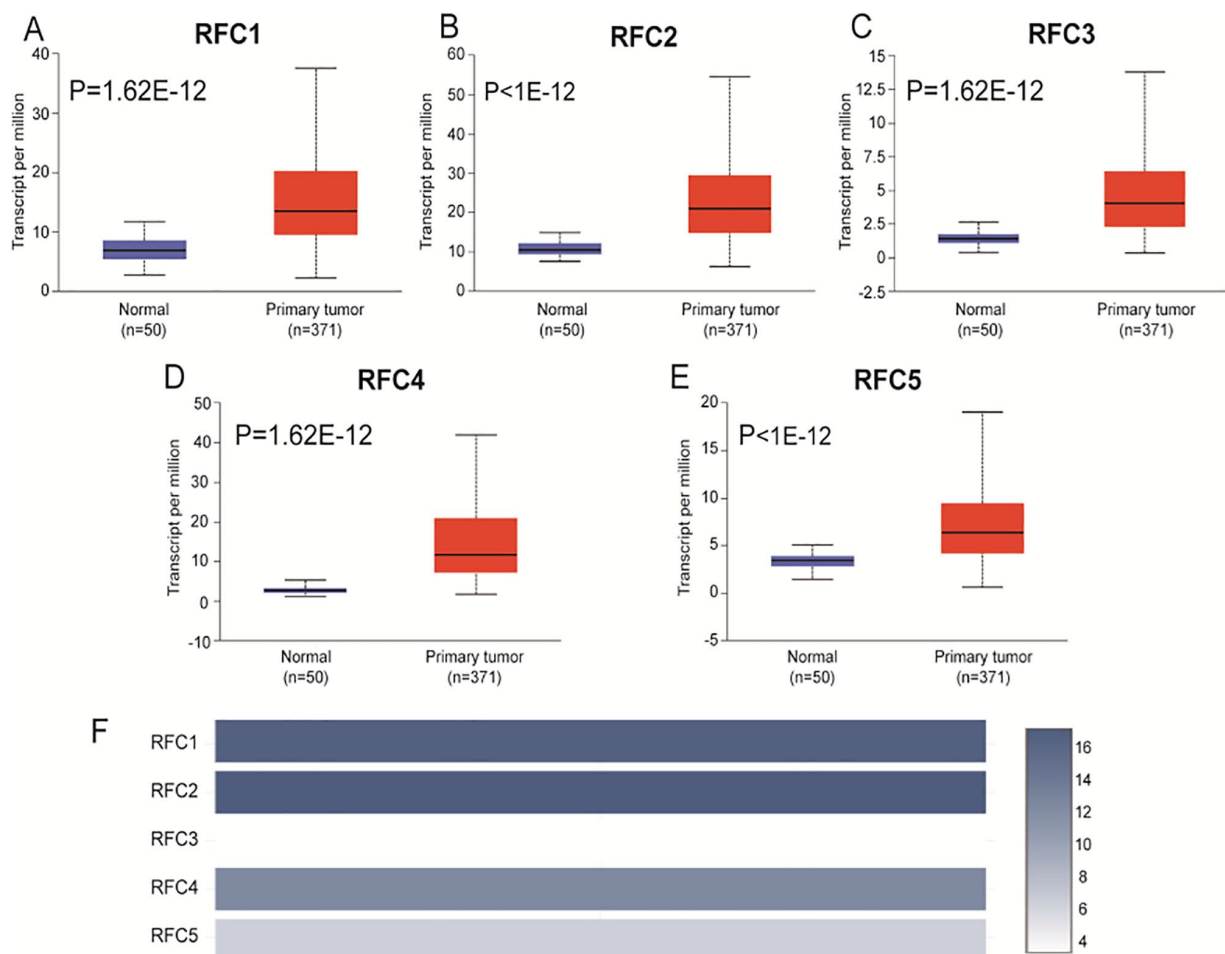 A
RFC1
P=1.62E-12
Transcript per million
40
30
20
10
0
Normal
(n=50)
Primary tumor
(n=371)
B
RFC2
P<1E-12
Transcript per million
60
50
40
30
20
10
0
Normal
(n=50)
Primary tumor
(n=371)
C
RFC3
P=1.62E-12
Transcript per million
15
12.5
10
7.5
5
2.5
0
-2.5
Normal
(n=50)
Primary tumor
(n=371)
D
RFC4
P=1.62E-12
Transcript per million
50
40
30
20
10
0
-10
Normal
(n=50)
Primary tumor
(n=371)
E
RFC5
P<1E-12
Transcript per million
20
15
10
5
0
-5
Normal
(n=50)
Primary tumor
(n=371)
F
RFC1
RFC2
RFC3
RFC4
RFC5
16
14
12
10
8
6
4